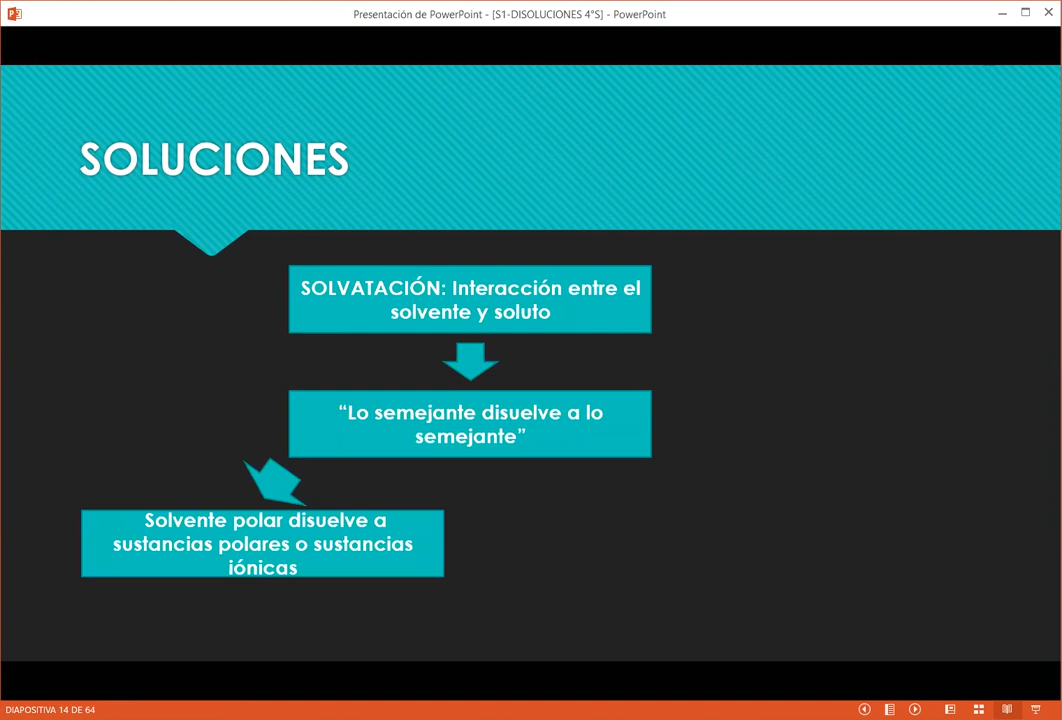 Presentación de PowerPoint - [S1-DISOLUCIONES 4°S] - PowerPoint
SOLUCIONES
SOLVATACIÓN: Interacción entre el
solvente y soluto
“Lo semejante disuelve a lo
semejante”
Solvente polar disuelve a
sustancias polares o sustancias
iónicas
DIAPOSITIVA 14 DE 64